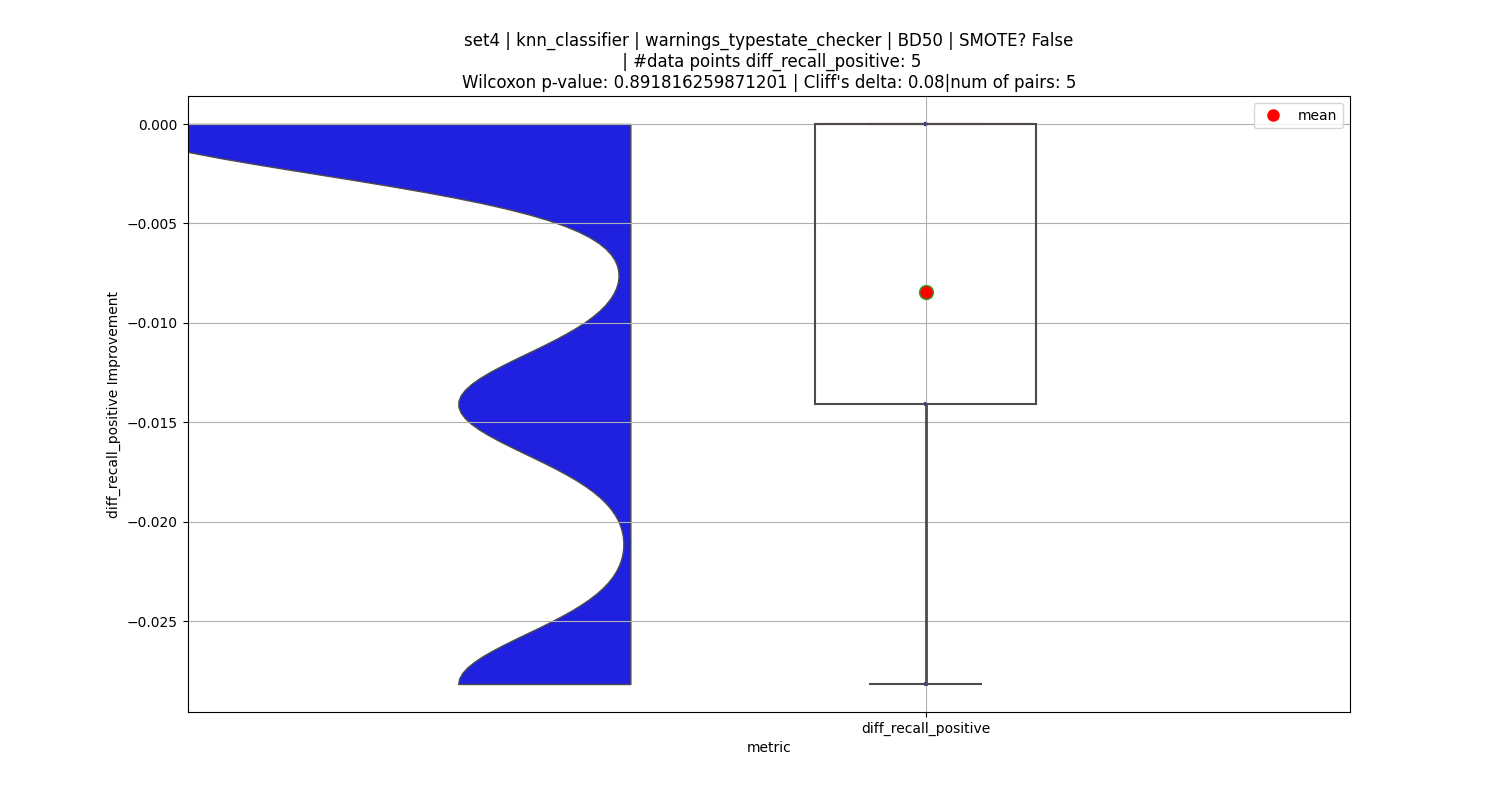 set4 | knn_classifier | warnings_typestate_checker | BD50 | SMOTE? False
| #data points diff_recall_positive: 5
Wilcoxon p-value: 0.891816259871201 | Cliff's delta: 0.08|num of pairs: 5
mean
0.000
−0.005
−0.010
−0.015
−0.020
−0.025
diff_recall_positive Improvement
diff_recall_positive
metric